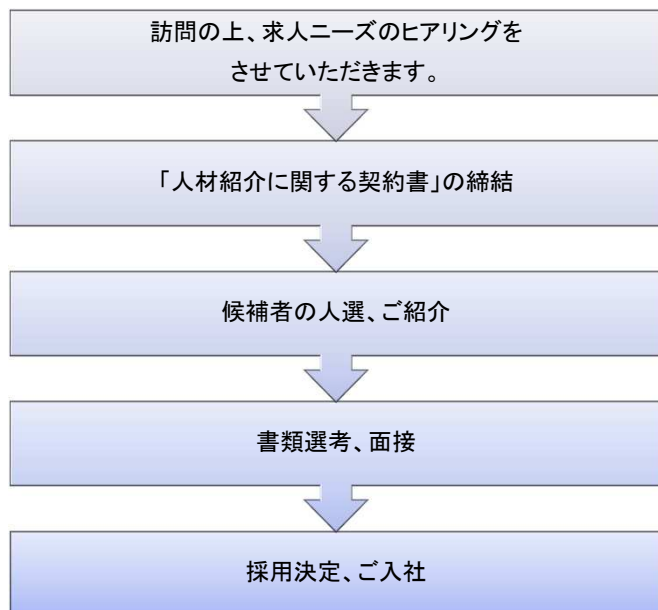 訪問の上、求人ニーズのヒアリングを
させていただきます。
「人材紹介に関する契約書」の締結
候補者の人選、ご紹介
書類選考、面接
採用決定、ご入社